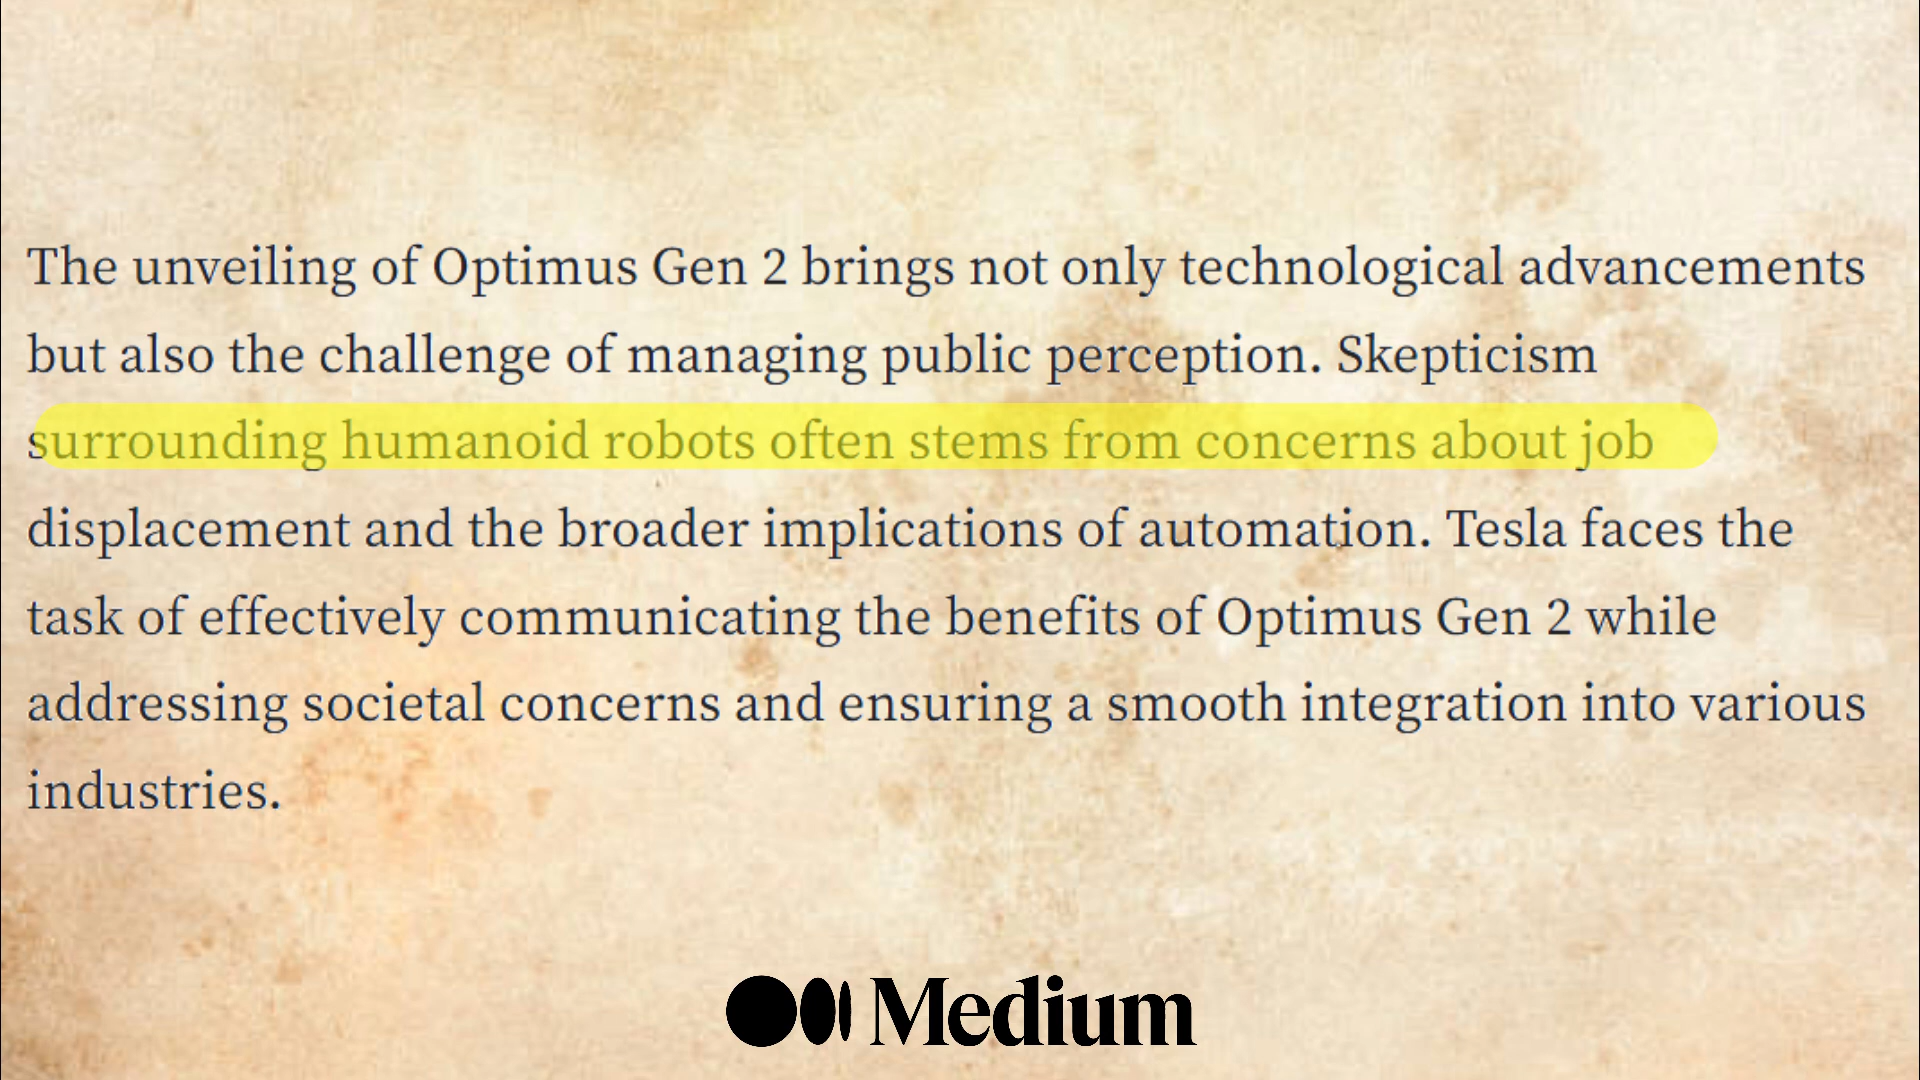 The unveiling of Optimus Gen 2 brings not only technological advancements
but also the challenge of managing public perception. Skepticism
surrounding humanoid robots often stems from concerns about job
displacement and the broader implications of automation. Tesla faces the
task of effectively communicating the benefits of Optimus Gen 2 while
addressing societal concerns and ensuring a smooth integration into various
industries.
Medium